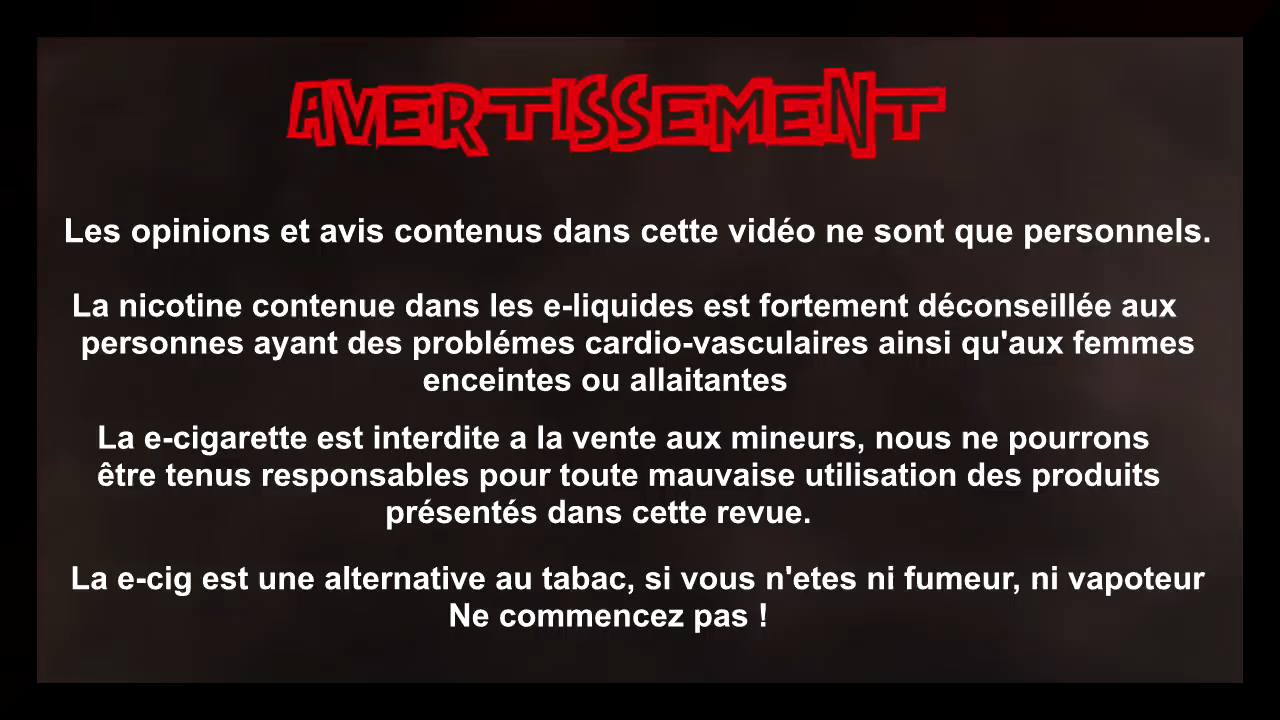 AVERTISSEMENT
Les opinions et avis contenus dans cette vidéo ne sont que personnels.
La nicotine contenue dans les e-liquides est fortement déconseillée aux
personnes ayant des problémes cardio-vasculaires ainsi qu'aux femmes
enceintes ou allaitantes
La e-cigarette est interdite a la vente aux mineurs, nous ne pourrons
être tenus responsables pour toute mauvaise utilisation des produits
présentés dans cette revue.
La e-cig est une alternative au tabac, si vous n'etes ni fumeur, ni vapoteur
Ne commencez pas !